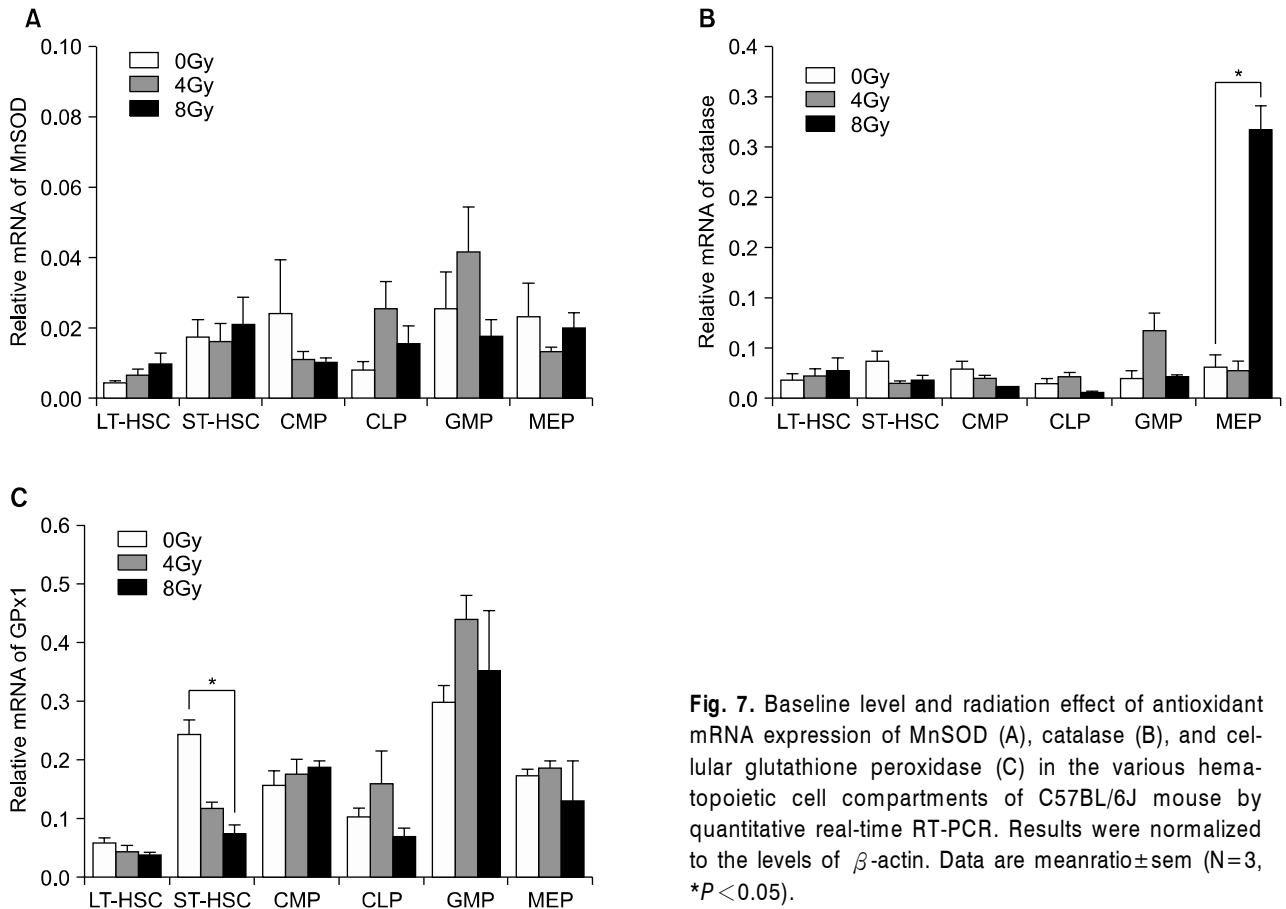 A
Relative mRNA of MnSOD
0.10
0.08
0.06
0.04
0.02
0.00
0Gy
4Gy
8Gy
LT-HSC ST-HSC CMP CLP GMP MEP
B
Relative mRNA of catalase
0.4
0.3
0.3
0.2
0.2
0.1
0.1
0.0
0Gy
4Gy
8Gy
*
LT-HSC ST-HSC CMP CLP GMP MEP
C
Relative mRNA of GPx1
0.6
0.5
0.4
0.3
0.2
0.1
0.0
0Gy
4Gy
8Gy
*
LT-HSC ST-HSC CMP CLP GMP MEP
Fig. 7. Baseline level and radiation effect of antioxidant
mRNA expression of MnSOD (A), catalase (B), and cel-
lular glutathione peroxidase (C) in the various hema-
topoietic cell compartments of C57BL/6J mouse by
quantitative real-time RT-PCR. Results were normalized
to the levels of β-actin. Data are meanratio±sem (N=3,
*P<0.05).